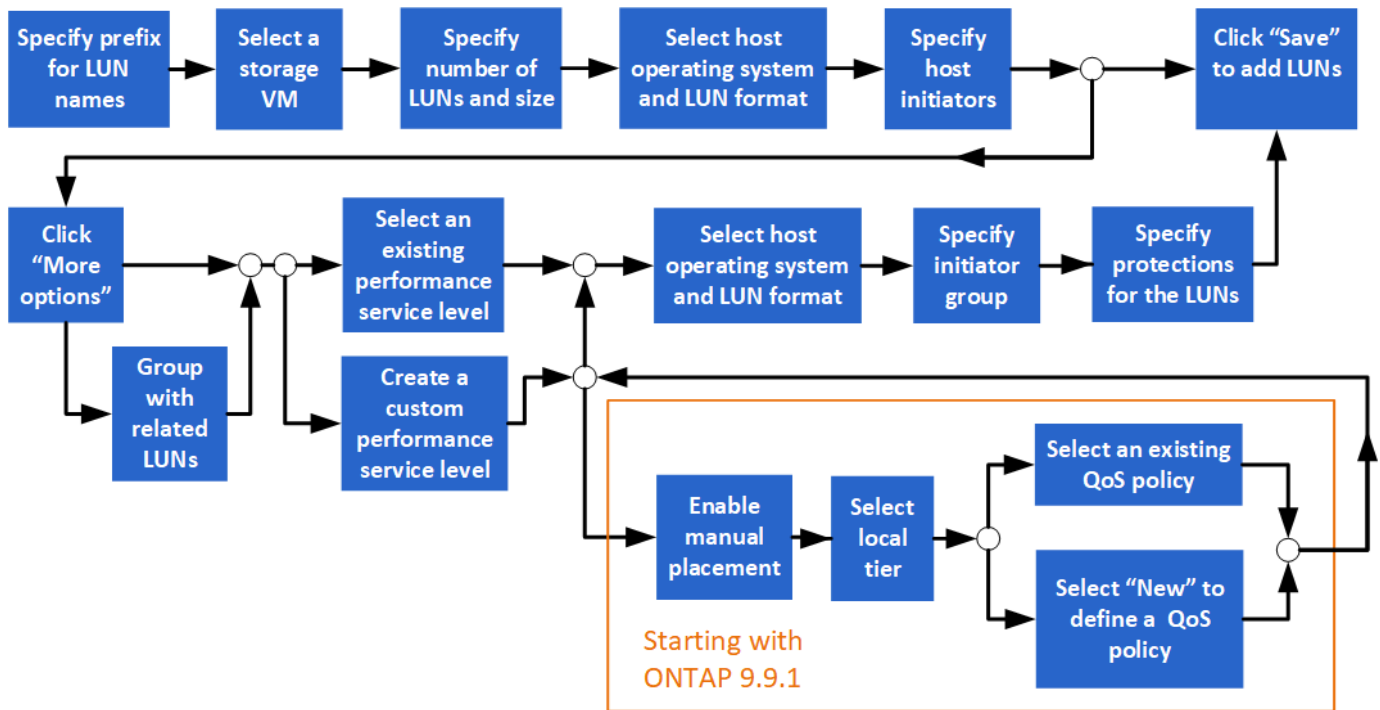 Specify prefix
for LUN
names
Select a
storage
VM
Specify
number of
LUNs and size
Select host
operating system
and LUN format
Specify
host
initiators
Click “Save”
to add LUNs
Click
“More
options”
Group
with
related
LUNs
Select an
existing
performance
service level
Create a
custom
performance
service level
Select host
operating system
and LUN format
Specify
initiator
group
Specify
protections
for the LUNs
Enable
manual
placement
Select
local
tier
Select an existing
QoS policy
Select “New” to
define a  QoS
policy
Starting with
ONTAP 9.9.1